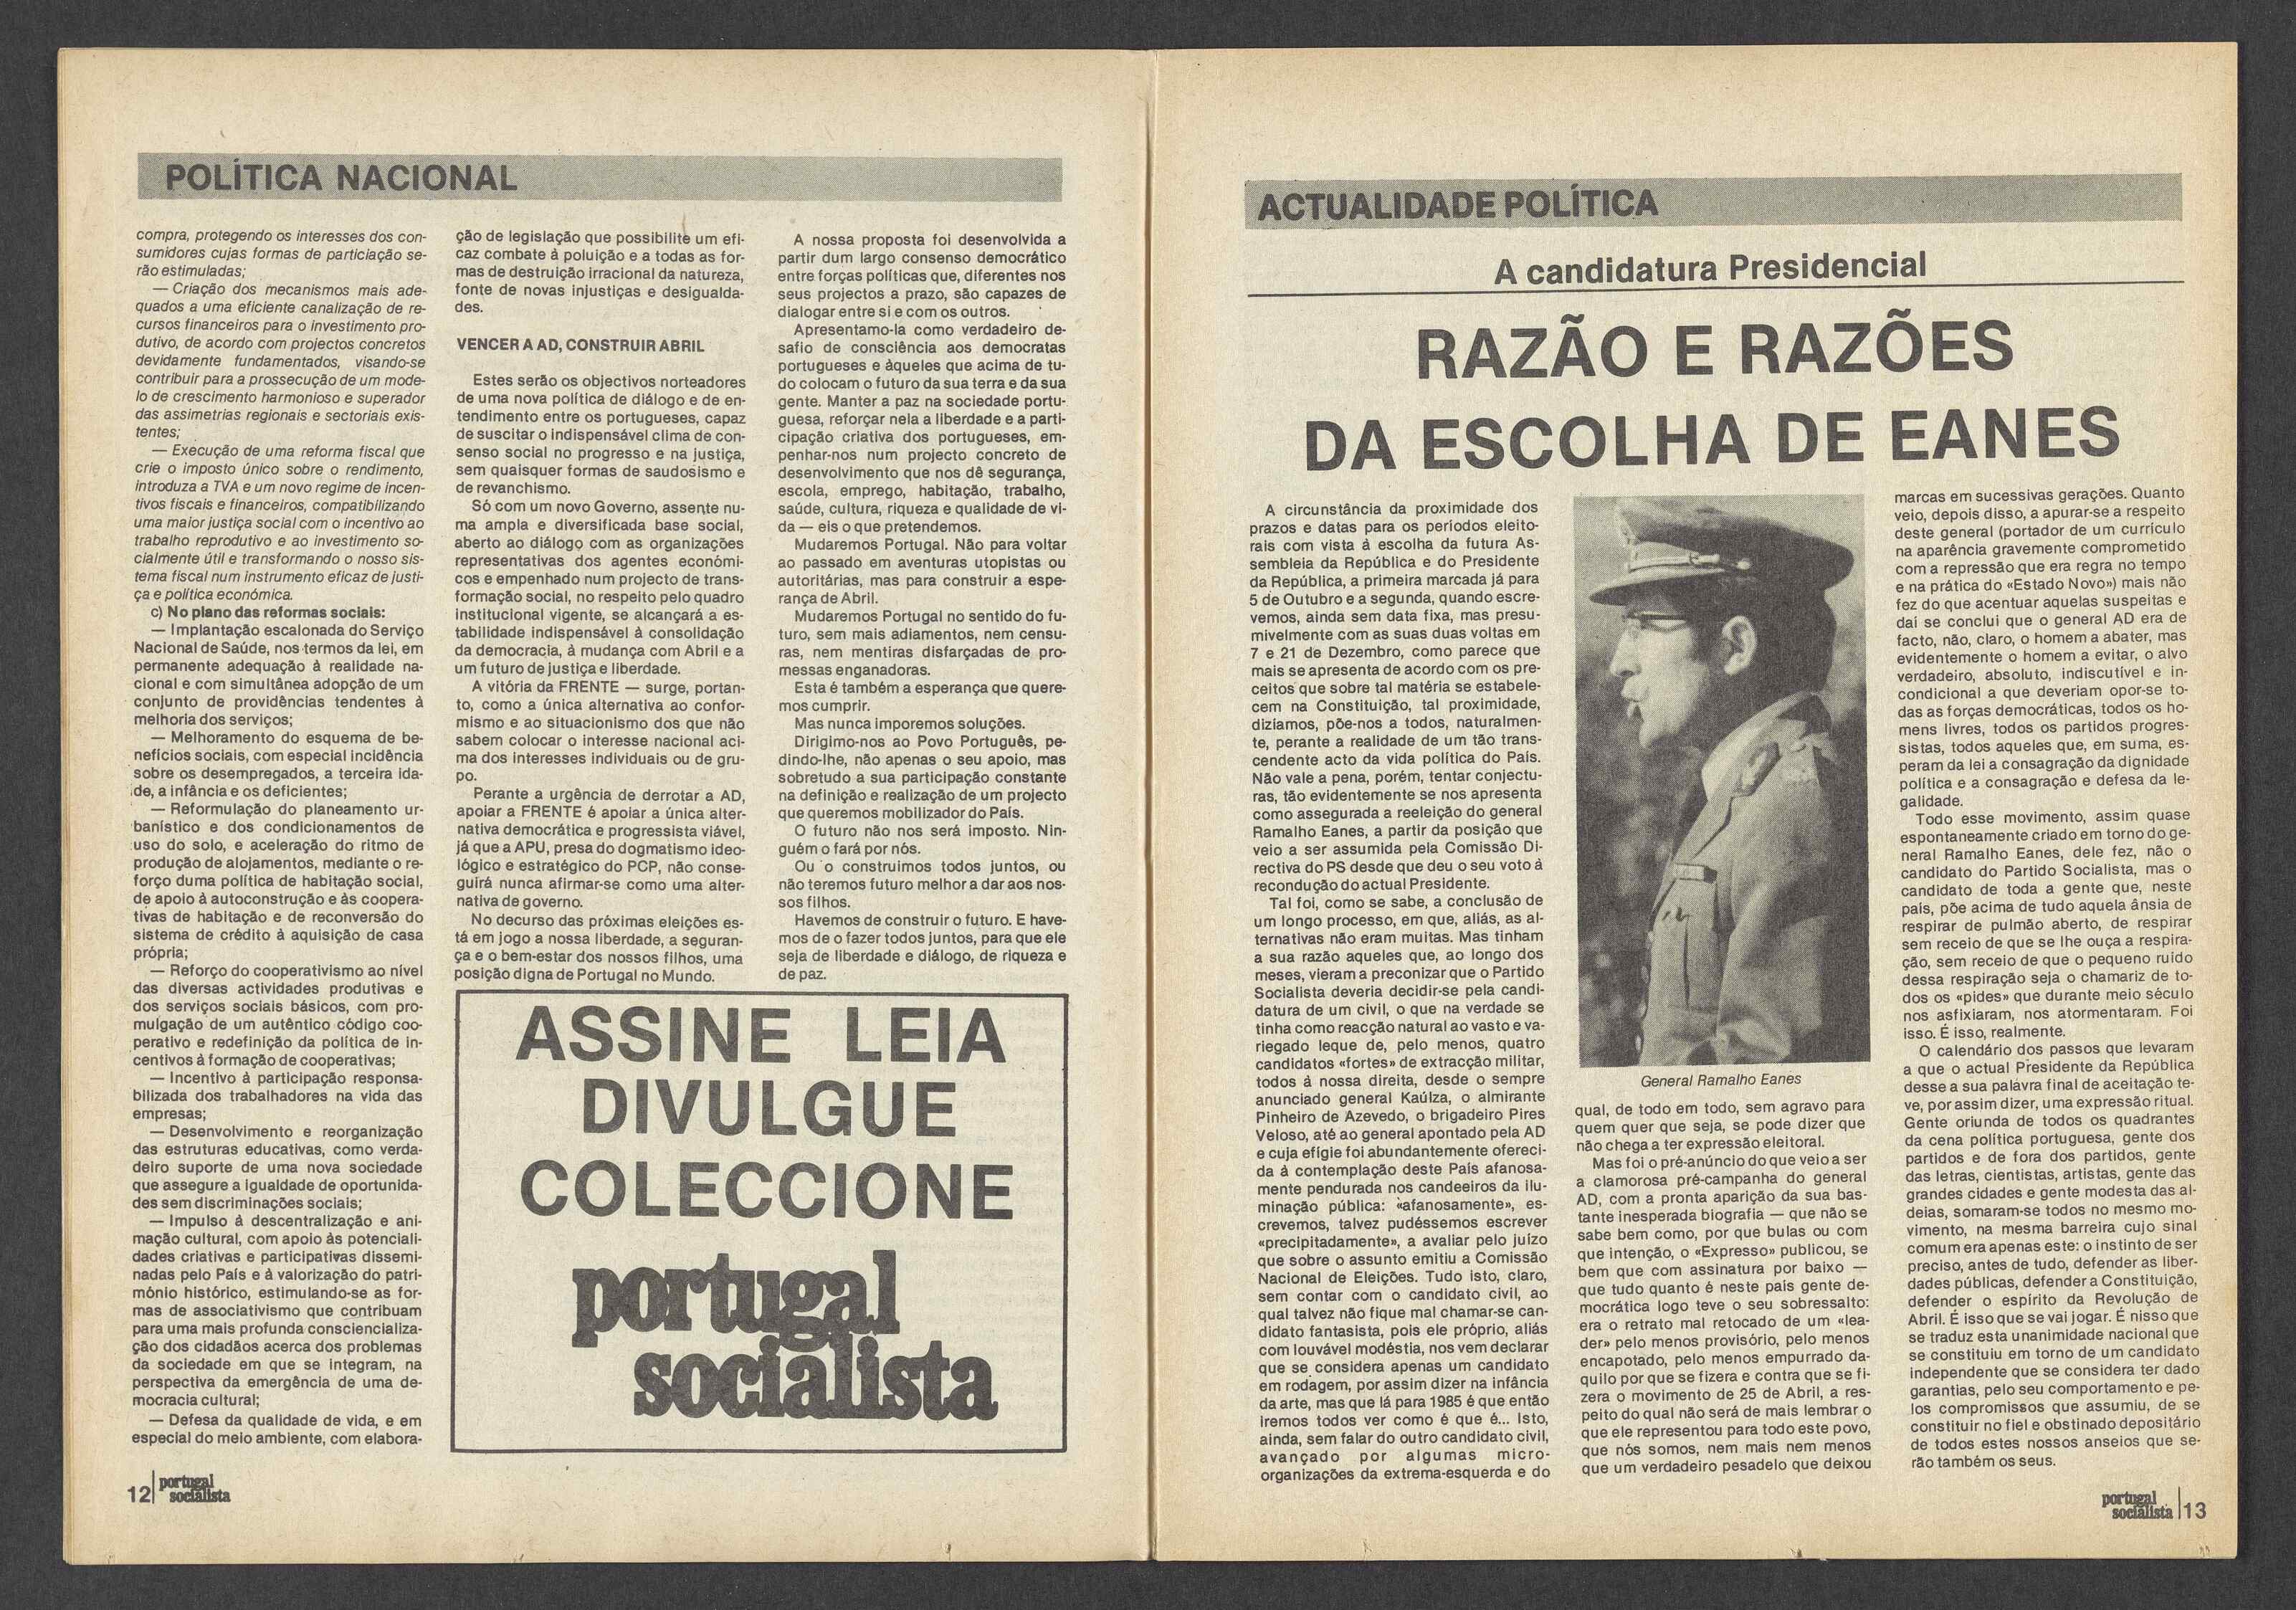 POLÍTICA NACIONAL
compra, protegendo os interesses dos con-
sumidores cujas formas de particiação se-
rão estimuladas;
— Criação dos mecanismos mais ade-
quados a uma eficiente canalização de re-
cursos financeiros para o investimento pro-
dutivo, de acordo com projectos concretos
devidamente fundamentados, visando-se
contribuir para a prossecução de um mode-
lo de crescimento harmonioso e superador
das assimetrias regionais e sectoriais exis-
tentes;
— Execução de uma reforma fiscal que
crie o imposto único sobre o rendimento,
introduza a TVA e um novo regime de incen-
tivos fiscais e financeiros, compatibilizando
uma maior justiça social com o incentivo ao
trabalho reprodutivo e ao investimento so-
cialmente útil e transformando o nosso sis-
tema fiscal num instrumento eficaz de justi-
ça e política económica.
c) No plano das reformas sociais:
— Implantação escalonada do Serviço
Nacional de Saúde, nos termos da lei, em
permanente adequação à realidade na-
cional e com simultânea adopção de um
conjunto de providências tendentes à
melhoria dos serviços;
— Melhoramento do esquema de be-
nefícios sociais, com especial incidência
sobre os desempregados, a terceira ida-
de, a infância e os deficientes;
— Reformulação do planeamento ur-
banístico e dos condicionamentos de
uso do solo, e aceleração do ritmo de
produção de alojamentos, mediante o re-
forço duma política de habitação social,
de apoio à autoconstrução e às coopera-
tivas de habitação e de reconversão do
sistema de crédito à aquisição de casa
própria;
— Reforço do cooperativismo ao nível
das diversas actividades produtivas e
dos serviços sociais básicos, com pro-
mulgação de um autêntico código coo-
perativo e redefinição da política de in-
centivos à formação de cooperativas;
— Incentivo à participação responsa-
bilizada dos trabalhadores na vida das
empresas;
— Desenvolvimento e reorganização
das estruturas educativas, como verda-
deiro suporte de uma nova sociedade
que assegure a igualdade de oportunida-
des sem discriminações sociais;
— Impulso à descentralização e ani-
mação cultural, com apoio às potenciali-
dades criativas e participativas dissemi-
nadas pelo País e à valorização do patri-
mónio histórico, estimulando-se as for-
mas de associativismo que contribuam
para uma mais profunda consciencializa-
ção dos cidadãos acerca dos problemas
da sociedade em que se integram, na
perspectiva da emergência de uma de-
mocracia cultural;
— Defesa da qualidade de vida, e em
especial do meio ambiente, com elabora-
ção de legislação que possibilite um efi-
caz combate à poluição e a todas as for-
mas de destruição irracional da natureza,
fonte de novas injustiças e desigualda-
des.
VENCER A AD, CONSTRUIR ABRIL
Estes serão os objectivos norteadores
de uma nova política de diálogo e de en-
tendimento entre os portugueses, capaz
de suscitar o indispensável clima de con-
senso social no progresso e na justiça,
sem quaisquer formas de saudosismo e
de revanchismo.
Só com um novo Governo, assente nu-
ma ampla e diversificada base social,
aberto ao diálogo com as organizações
representativas dos agentes económi-
cos e empenhado num projecto de trans-
formação social, no respeito pelo quadro
institucional vigente, se alcançará a es-
tabilidade indispensável à consolidação
da democracia, à mudança com Abril e a
um futuro de justiça e liberdade.
A vitória da FRENTE — surge, portan-
to, como a única alternativa ao confor-
mismo e ao situacionismo dos que não
sabem colocar o interesse nacional aci-
ma dos interesses individuais ou de gru-
po.
Perante a urgência de derrotar a AD,
apoiar a FRENTE é apoiar a única alter-
nativa democrática e progressista viável,
já que a APU, presa do dogmatismo ideo-
lógico e estratégico do PCP, não conse-
guirá nunca afirmar-se como uma alter-
nativa de governo.
No decurso das próximas eleições es-
tá em jogo a nossa liberdade, a seguran-
ça e o bem-estar dos nossos filhos, uma
posição digna de Portugal no Mundo.
A nossa proposta foi desenvolvida a
partir dum largo consenso democrático
entre forças políticas que, diferentes nos
seus projectos a prazo, são capazes de
dialogar entre si e com os outros.
Apresentamo-la como verdadeiro de-
safio de consciência aos democratas
portugueses e àqueles que acima de tu-
do colocam o futuro da sua terra e da sua
gente. Manter a paz na sociedade portu-
guesa, reforçar nela a liberdade e a parti-
cipação criativa dos portugueses, em-
penhar-nos num projecto concreto de
desenvolvimento que nos dê segurança,
escola, emprego, habitação, trabalho,
saúde, cultura, riqueza e qualidade de vi-
da — eis o que pretendemos.
Mudaremos Portugal. Não para voltar
ao passado em aventuras utopistas ou
autoritárias, mas para construir a espe-
rança de Abril.
Mudaremos Portugal no sentido do fu-
turo, sem mais adiamentos, nem censu-
ras, nem mentiras disfarçadas de pro-
messas enganadoras.
Esta é também a esperança que quere-
mos cumprir.
Mas nunca imporemos soluções.
Dirigimo-nos ao Povo Português, pe-
dindo-lhe, não apenas o seu apoio, mas
sobretudo a sua participação constante
na definição e realização de um projecto
que queremos mobilizador do País.
O futuro não nos será imposto. Nin-
guém o fará por nós.
Ou o construimos todos juntos, ou
não teremos futuro melhor a dar aos nos-
sos filhos.
Havemos de construir o futuro. E have-
mos de o fazer todos juntos, para que ele
seja de liberdade e diálogo, de riqueza e
de paz.
ASSINE LEIA
DIVULGUE
COLECCIONE
portugal
socialista
12 portugal
socialista
ACTUALIDADE POLÍTICA
A candidatura Presidencial
RAZÃO E RAZÕES
DA ESCOLHA DE EANES
A circunstância da proximidade dos
prazos e datas para os períodos eleito-
rais com vista à escolha da futura As-
sembleia da República e do Presidente
da República, a primeira marcada já para
5 de Outubro e a segunda, quando escre-
vemos, ainda sem data fixa, mas presu-
mivelmente com as suas duas voltas em
7 e 21 de Dezembro, como parece que
mais se apresenta de acordo com os pre-
ceitos que sobre tal matéria se estabele-
cem na Constituição, tal proximidade,
dizíamos, põe-nos a todos, naturalmen-
te, perante a realidade de um tão trans-
cendente acto da vida política do País.
Não vale a pena, porém, tentar conjectu-
ras, tão evidentemente se nos apresenta
como assegurada a reeleição do general
Ramalho Eanes, a partir da posição que
veio a ser assumida pela Comissão Di-
rectiva do PS desde que deu o seu voto à
recondução do actual Presidente.
Tal foi, como se sabe, a conclusão de
um longo processo, em que, aliás, as al-
ternativas não eram muitas. Mas tinham
a sua razão aqueles que, ao longo dos
meses, vieram a preconizar que o Partido
Socialista deveria decidir-se pela candi-
datura de um civil, o que na verdade se
tinha como reacção natural ao vasto e va-
riegado leque de, pelo menos, quatro
candidatos «fortes» de extracção militar,
todos à nossa direita, desde o sempre
anunciado general Kaúlza, o almirante
Pinheiro de Azevedo, o brigadeiro Pires
Veloso, até ao general apontado pela AD
e cuja efígie foi abundantemente ofereci-
da à contemplação deste País afanosa-
mente pendurada nos candeeiros da ilu-
minação pública: «afanosamente», es-
crevemos, talvez pudéssemos escrever
«precipitadamente», a avaliar pelo juízo
que sobre o assunto emitiu a Comissão
Nacional de Eleições. Tudo isto, claro,
sem contar com o candidato civil, ao
qual talvez não fique mal chamar-se can-
didato fantasista, pois ele próprio, aliás
com louvável modéstia, nos vem declarar
que se considera apenas um candidato
em rodagem, por assim dizer na infância
da arte, mas que lá para 1985 é que então
iremos todos ver como é que é... Isto,
ainda, sem falar do outro candidato civil,
avançado por algumas micro-
organizações da extrema-esquerda e do
General Ramalho Eanes
qual, de todo em todo, sem agravo para
quem quer que seja, se pode dizer que
não chega a ter expressão eleitoral.
Mas foi o pré-anúncio do que veio a ser
a clamorosa pré-campanha do general
AD, com a pronta aparição da sua bas-
tante inesperada biografia — que não se
sabe bem como, por que bulas ou com
que intenção, o «Expresso» publicou, se
bem que com assinatura por baixo —
que tudo quanto é neste país gente de-
mocrática logo teve o seu sobressalto:
era o retrato mal retocado de um «lea-
der» pelo menos provisório, pelo menos
encapotado, pelo menos empurrado da-
quilo por que se fizera e contra que se fi-
zera o movimento de 25 de Abril, a res-
peito do qual não será de mais lembrar o
que ele representou para todo este povo,
que nós somos, nem mais nem menos
que um verdadeiro pesadelo que deixou
marcas em sucessivas gerações. Quanto
veio, depois disso, a apurar-se a respeito
deste general (portador de um currículo
na aparência gravemente comprometido
com a repressão que era regra no tempo
e na prática do «Estado Novo») mais não
fez do que acentuar aquelas suspeitas e
daí se conclui que o general AD era de
facto, não, claro, o homem a abater, mas
evidentemente o homem a evitar, o alvo
verdadeiro, absoluto, indiscutível e in-
condicional a que deveriam opor-se to-
das as forças democráticas, todos os ho-
mens livres, todos os partidos progres-
sistas, todos aqueles que, em suma, es-
peram da lei a consagração da dignidade
política e a consagração e defesa da le-
galidade.
Todo esse movimento, assim quase
espontaneamente criado em torno do ge-
neral Ramalho Eanes, dele fez, não o
candidato do Partido Socialista, mas o
candidato de toda a gente que, neste
país, põe acima de tudo aquela ânsia de
respirar de pulmão aberto, de respirar
sem receio de que se lhe ouça a respira-
ção, sem receio de que o pequeno ruído
dessa respiração seja o chamariz de to-
dos os «pides» que durante meio século
nos asfixiaram, nos atormentaram. Foi
isso. É isso, realmente.
O calendário dos passos que levaram
a que o actual Presidente da República
desse a sua palavra final de aceitação te-
ve, por assim dizer, uma expressão ritual.
Gente oriunda de todos os quadrantes
da cena política portuguesa, gente dos
partidos e de fora dos partidos, gente
das letras, cientistas, artistas, gente das
grandes cidades e gente modesta das al-
deias, somaram-se todos no mesmo mo-
vimento, na mesma barreira cujo sinal
comum era apenas este: o instinto de ser
preciso, antes de tudo, defender as liber-
dades públicas, defender a Constituição,
defender o espírito da Revolução de
Abril. É isso que se vai jogar. É nisso que
se traduz esta unanimidade nacional que
se constituiu em torno de um candidato
independente que se considera ter dado
garantias, pelo seu comportamento e pe-
los compromissos que assumiu, de se
constituir no fiel e obstinado depositário
de todos estes nossos anseios que se-
rão também os seus.
portugal
socialista 13